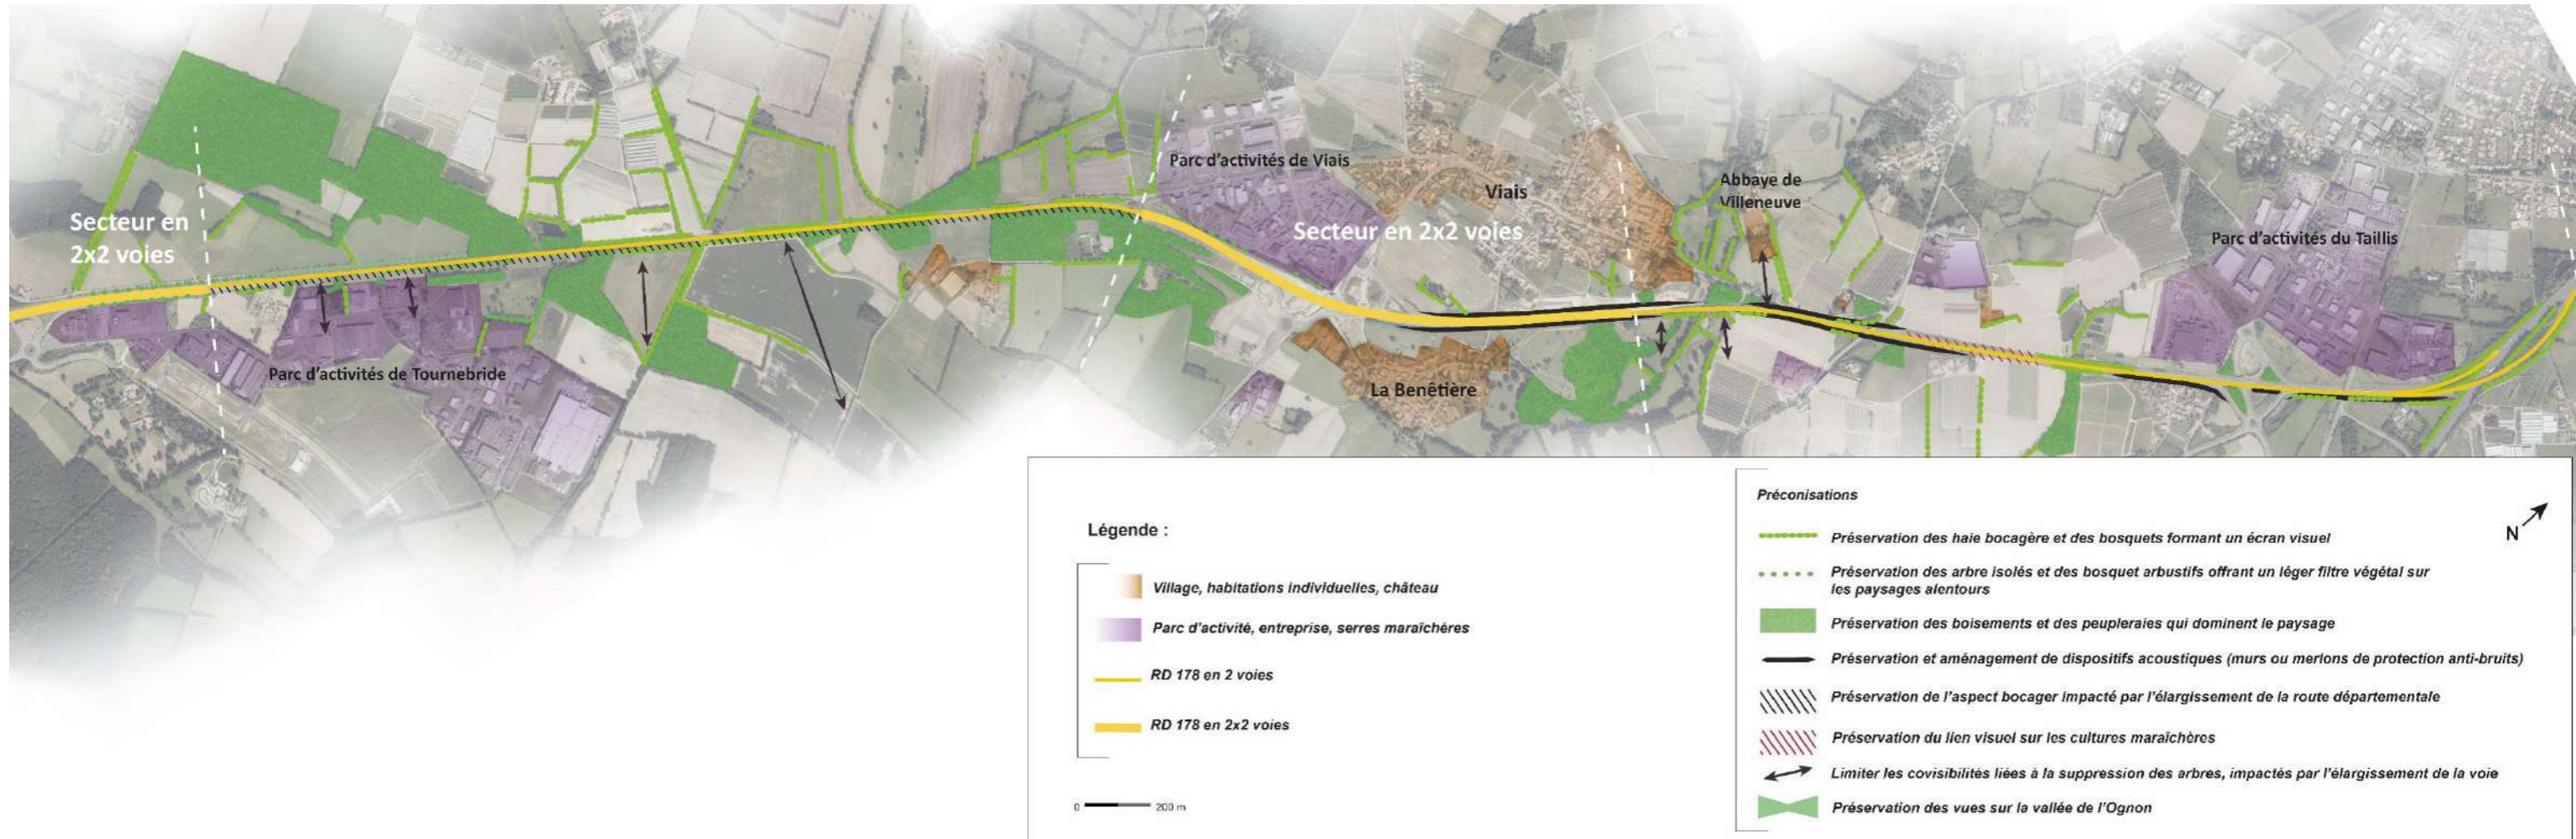 Secteur en
2x2 voies
Parc d'activités de Tournebride
Parc d'activités de Viais
Viais
Secteur en 2x2 voies
La Benêtière
Abbaye de
Villeneuve
Parc d'activités du Taillis
Légende :
Village, habitations individuelles, château
Parc d'activité, entreprise, serres maraîchères
RD 178 en 2 voies
RD 178 en 2x2 voies
0 200 m
Préconisations
N
Préservation des haie bocagère et des bosquets formant un écran visuel
Préservation des arbre isolés et des bosquet arbustifs offrant un léger filtre végétal sur
les paysages alentours
Préservation des boisements et des peupleraies qui dominent le paysage
Préservation et aménagement de dispositifs acoustiques (murs ou merlons de protection anti-bruits)
Préservation de l'aspect bocager impacté par l'élargissement de la route départementale
Préservation du lien visuel sur les cultures maraîchères
Limiter les covisibilités liées à la suppression des arbres, impactés par l'élargissement de la voie
Préservation des vues sur la vallée de l'Ognon